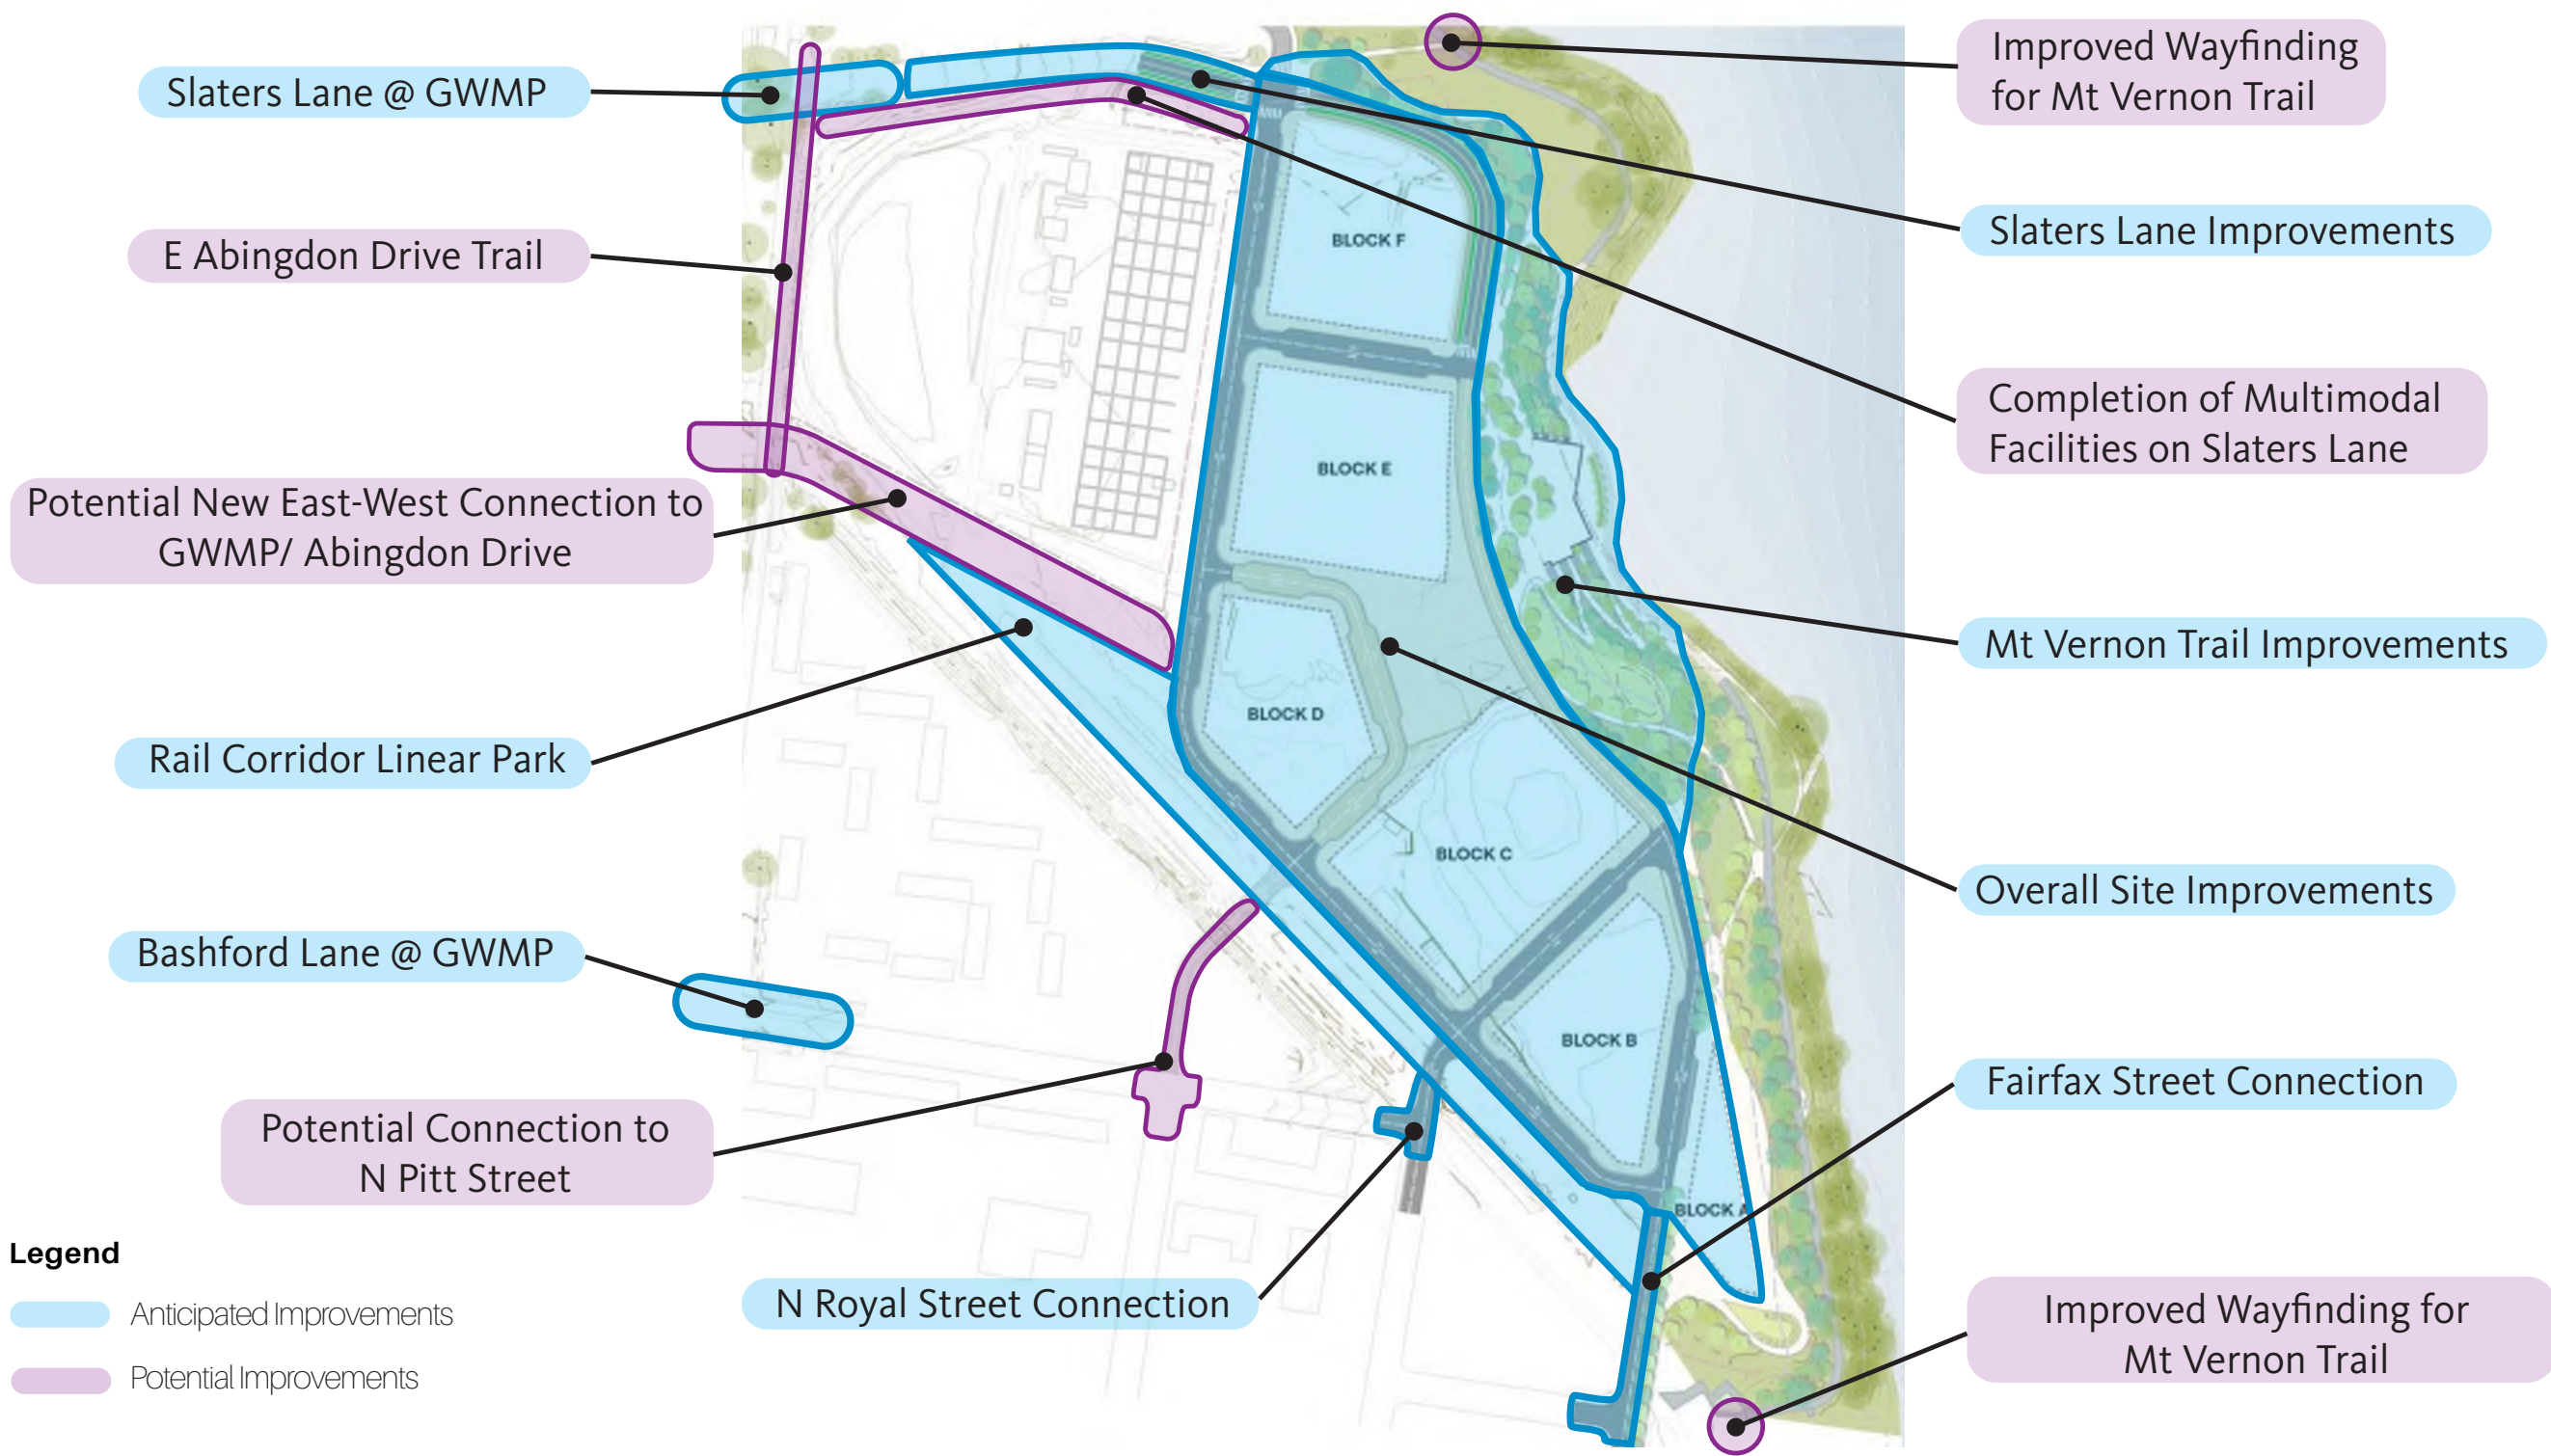 Slaters Lane @ GWMP
E Abingdon Drive Trail
Potential New East-West Connection to
GWMP/ Abingdon Drive
Rail Corridor Linear Park
Bashford Lane @ GWMP
Potential Connection to
N Pitt Street
Legend
Anticipated Improvements
Potential Improvements
BLOCK F
BLOCK E
BLOCK D
BLOCK C
BLOCK B
BLOCK A
N Royal Street Connection
Improved Wayfinding
for Mt Vernon Trail
Slaters Lane Improvements
Completion of Multimodal
Facilities on Slaters Lane
Mt Vernon Trail Improvements
Overall Site Improvements
Fairfax Street Connection
Improved Wayfinding for
Mt Vernon Trail